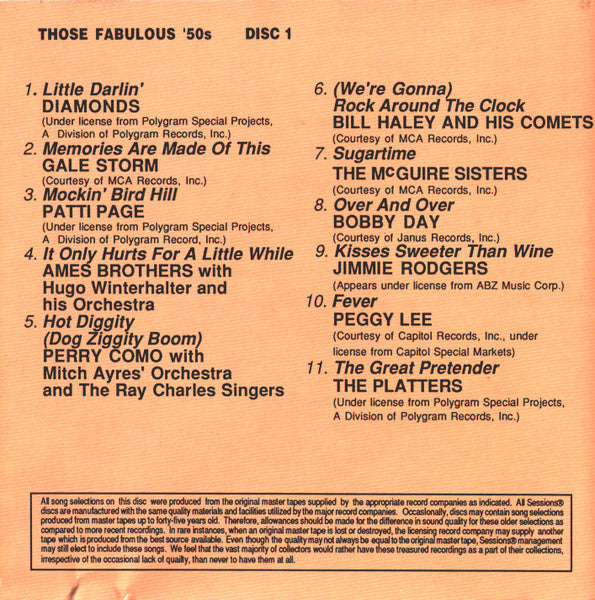 THOSE FABULOUS '50s DISC 1
1. Little Darlin'
DIAMONDS
(Under license from Polygram Special Projects,
A Division of Polygram Records, Inc.)
2. Memories Are Made Of This
GALE STORM
(Courtesy of MCA Records, Inc.)
3. Mockin' Bird Hill
PATTI PAGE
(Under license from Polygram Special Projects,
A Division of Polygram Record, Inc.)
4. It Only Hurts For A Little While
AMES BROTHERS with
Hugo Winterhalter and
his Orchestra
5. Hot Diggity
(Dog Ziggity Boom)
PERRY COMO with
Mitch Ayres' Orchestra
and The Ray Charles Singers
6. (We're Gonna)
Rock Around The Clock
BILL HALEY AND HIS COMETS
(Courtesy of MCA Records, Inc.)
7. Sugartime
THE McGUIRE SISTERS
(Courtesy of MCA Records, Inc.)
8. Over And Over
BOBBY DAY
(Courtesy of Janus Records, Inc.)
9. Kisses Sweeter Than Wine
JIMMIE RODGERS
(Appears under license from ABZ Music Corp.)
10. Fever
PEGGY LEE
(Courtesy of Capitol Records, Inc., under
license from Capitol Special Markets)
11. The Great Pretender
THE PLATTERS
(Under license from Polygram Special Projects,
A Division of Polygram Records, Inc.)
All song selections on this disc were produced from the original master tapes supplied by the appropriate record companies as indicated. All Sessions®
discs are manufactured with the same quality materials and facilities utilized by the major record companies. Occasionally, discs may contain song selections
produced from master tapes up to forty-five years old. Therefore, allowances should be made for the difference in sound quality for these older selections as
compared to more recent recordings. In rare instances, when an original master tape is lost or destroyed, the licensing record company may supply another
tape which is produced from the best source available. Even though the quality may not always be equal to the original master tape, Sessions® management
may still elect to include these songs. We feel that the vast majority of collectors would rather have these treasured recordings as a part of their collections,
irrespective of the occasional lack of quality, than never to have them at all.